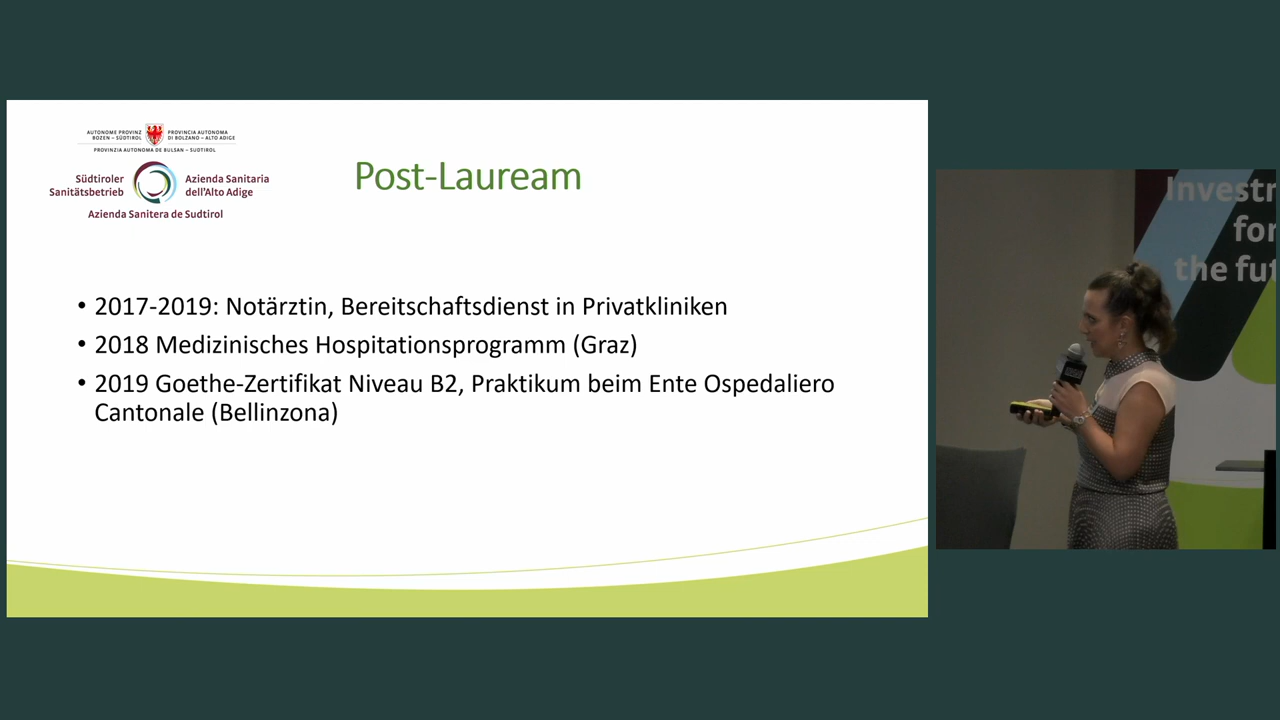 AUTONOME PROVINZ
BOZEN – SÜDTIROL
PROVINCIA AUTONOMA
DI BOLZANO – ALTO ADIGE
PROVINZIA AUTONOMA DE BULSAN – SÜDTIROL
Südtiroler
Sanitätsbetrieb
Azienda Sanitaria
dell'Alto Adige
Azienda Sanitera de Sudtirol
Post-Lauream
• 2017-2019: Notärztin, Bereitschaftsdienst in Privatkliniken
• 2018 Medizinisches Hospitationsprogramm (Graz)
• 2019 Goethe-Zertifikat Niveau B2, Praktikum beim Ente Ospedaliero
Cantonale (Bellinzona)
Investm
for
the fut